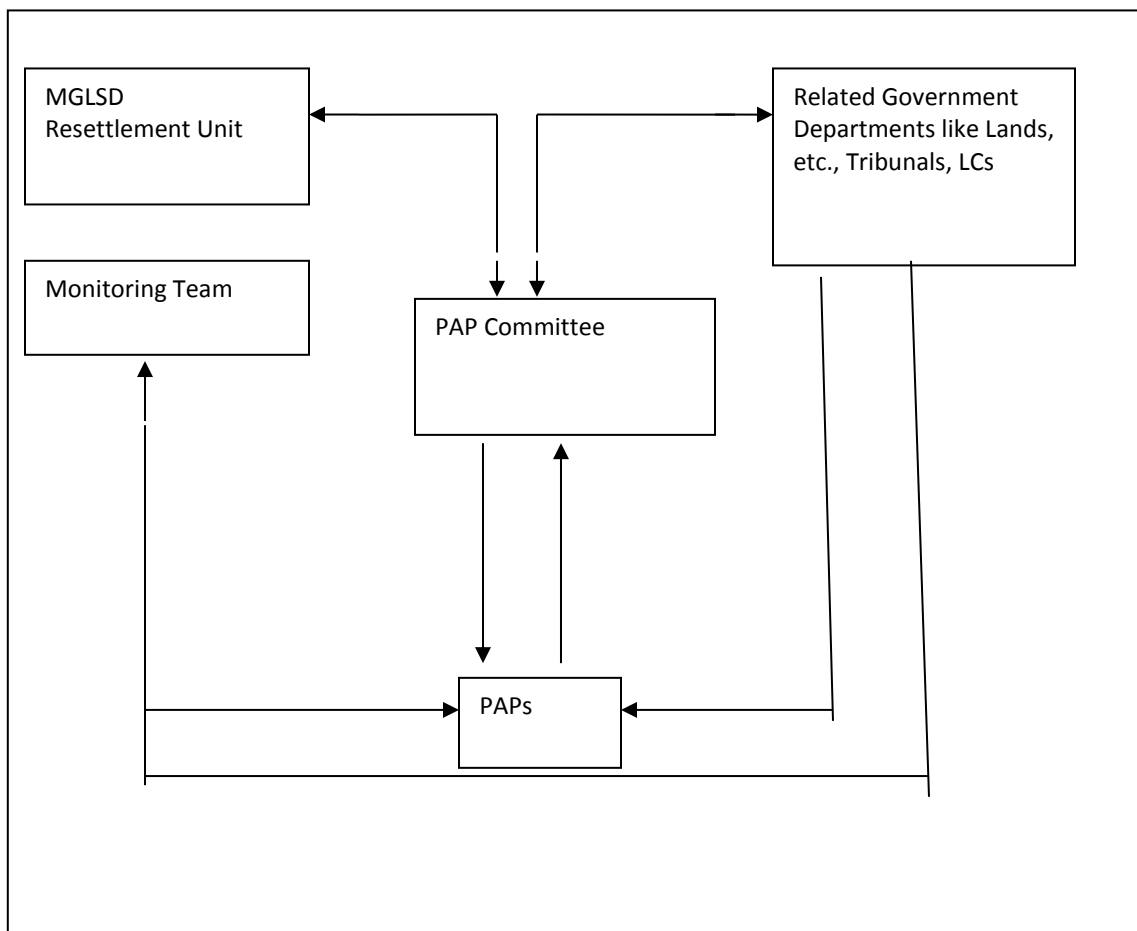 MGLSD
Resettlement Unit
Related Government
Departments like Lands,
etc., Tribunals, LCs
Monitoring Team
PAP Committee
PAPs